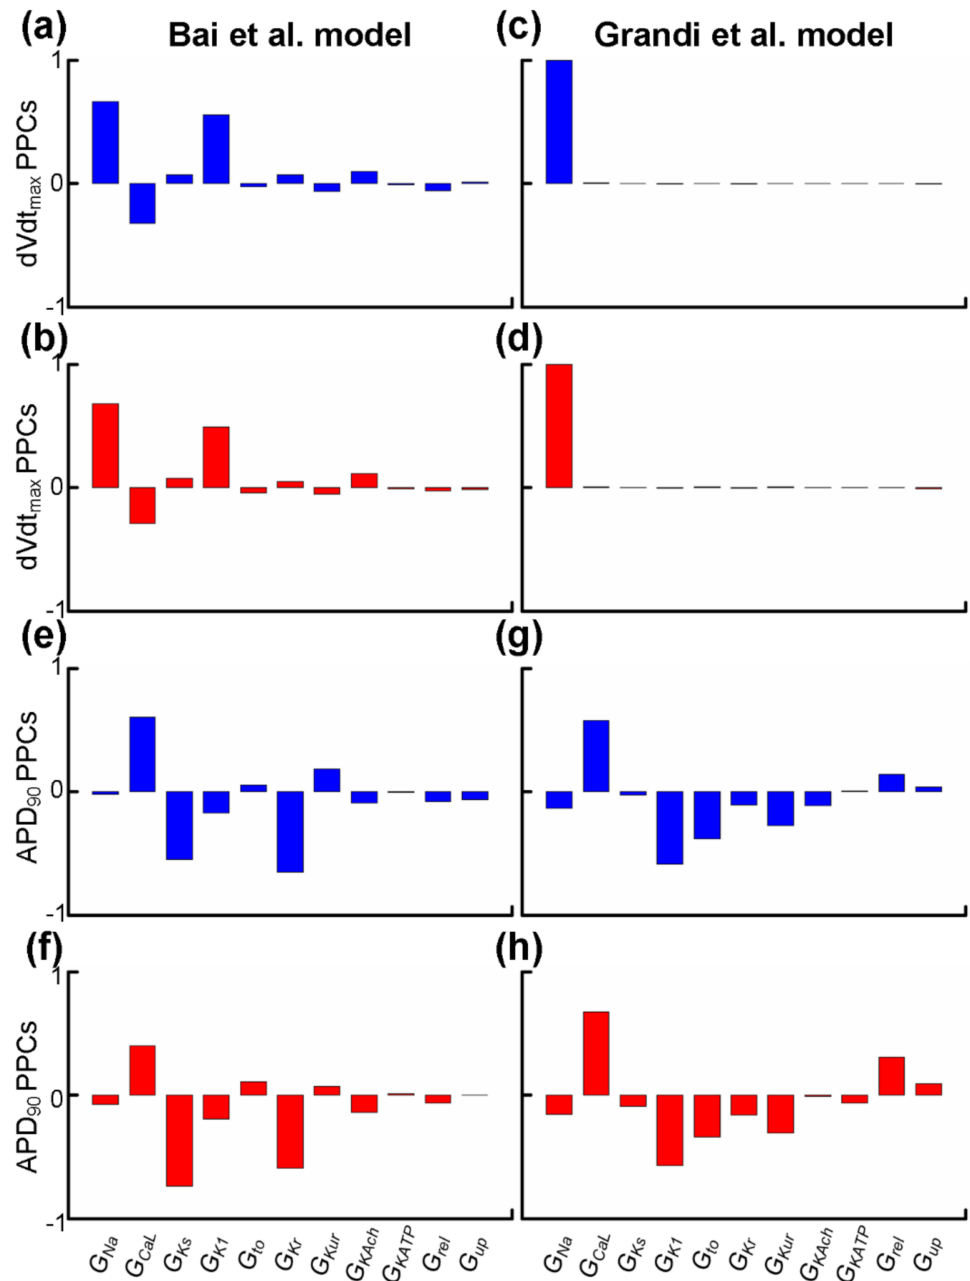 (a) Bai et al. model (c) Grandi et al. model
1
dVdtmax PPCs
0
-1
(b) (d)
1
dVdtmax PPCs
0
-1
(e) (g)
1
APD90 PPCs
0
-1
(f) (h)
1
APD90 PPCs
0
-1
GNa GCaL GKs GK1 Gto GKr GKur GKAch GKATP Grel Gup GNa GCaL GKs GK1 Gto GKr GKur GKAch GKATP Grel Gup